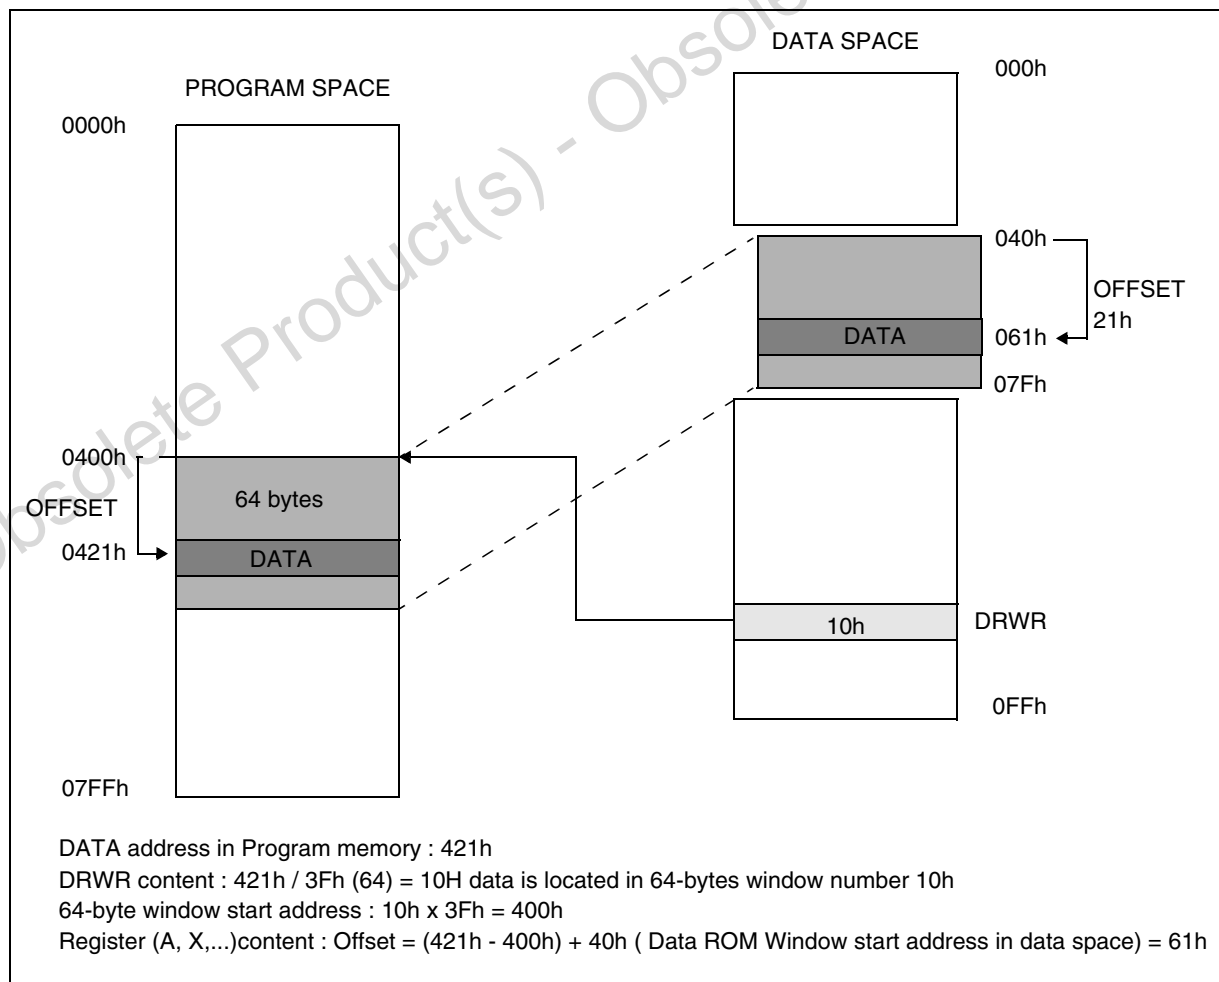 DATA SPACE
000h
PROGRAM SPACE
0000h
040h
OFFSET
21h
DATA
061h
07Fh
0400h
64 bytes
OFFSET
0421h
DATA
10h
DRWR
0FFh
07FFh
DATA address in Program memory : 421h
DRWR content : 421h / 3Fh (64) = 10H data is located in 64-bytes window number 10h
64-byte window start address : 10h x 3Fh = 400h
Register (A, X,...)content : Offset = (421h - 400h) + 40h ( Data ROM Window start address in data space) = 61h
Obsolete Product(s) - Obsole